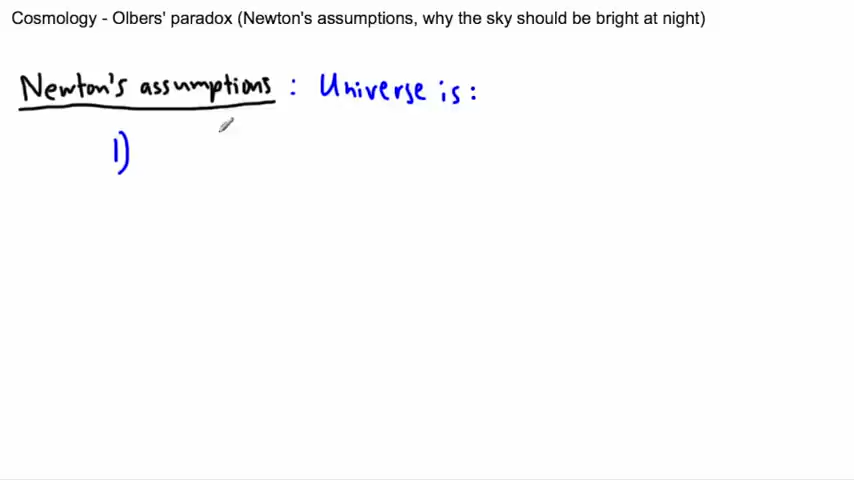 Cosmology - Olbers' paradox (Newton's assumptions, why the sky should be bright at night)
Newton's assumptions : Universe is :
1)